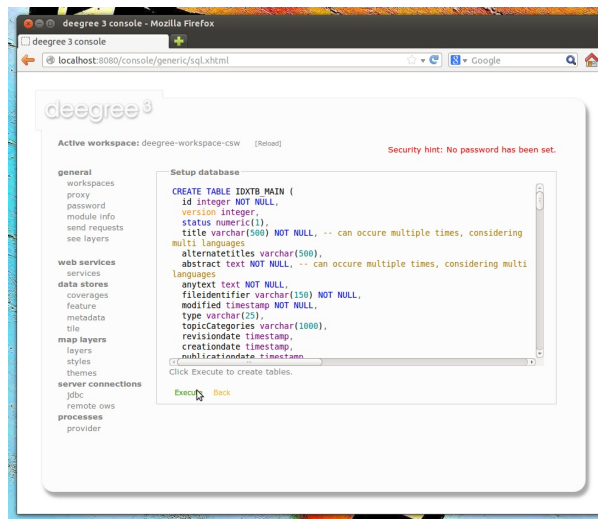 deegree 3 console - Mozilla Firefox
deegree 3 console
localhost:8080/console/generic/sql.xhtml
Google
deegree 3
Active workspace: deegree-workspace-csw [Reload]
Security hint: No password has been set.
general
workspaces
proxy
password
module info
send requests
see layers
web services
services
data stores
coverages
feature
metadata
tile
map layers
layers
styles
themes
server connections
jdbc
remote ows
processes
provider
Setup database
CREATE TABLE IDXTB_MAIN (
id integer NOT NULL,
version integer,
status numeric(1),
title varchar(500) NOT NULL, -- can occure multiple times, considering
multi languages
alternatetitles varchar(500),
abstract text NOT NULL, -- can occure multiple times, considering multi
languages
anytext text NOT NULL,
fileidentifier varchar(150) NOT NULL,
modified timestamp NOT NULL,
type varchar(25),
topicCategories varchar(1000),
revisiondate timestamp,
creationdate timestamp,
publicationdate timestamp,
Click Execute to create tables.
Execute Back